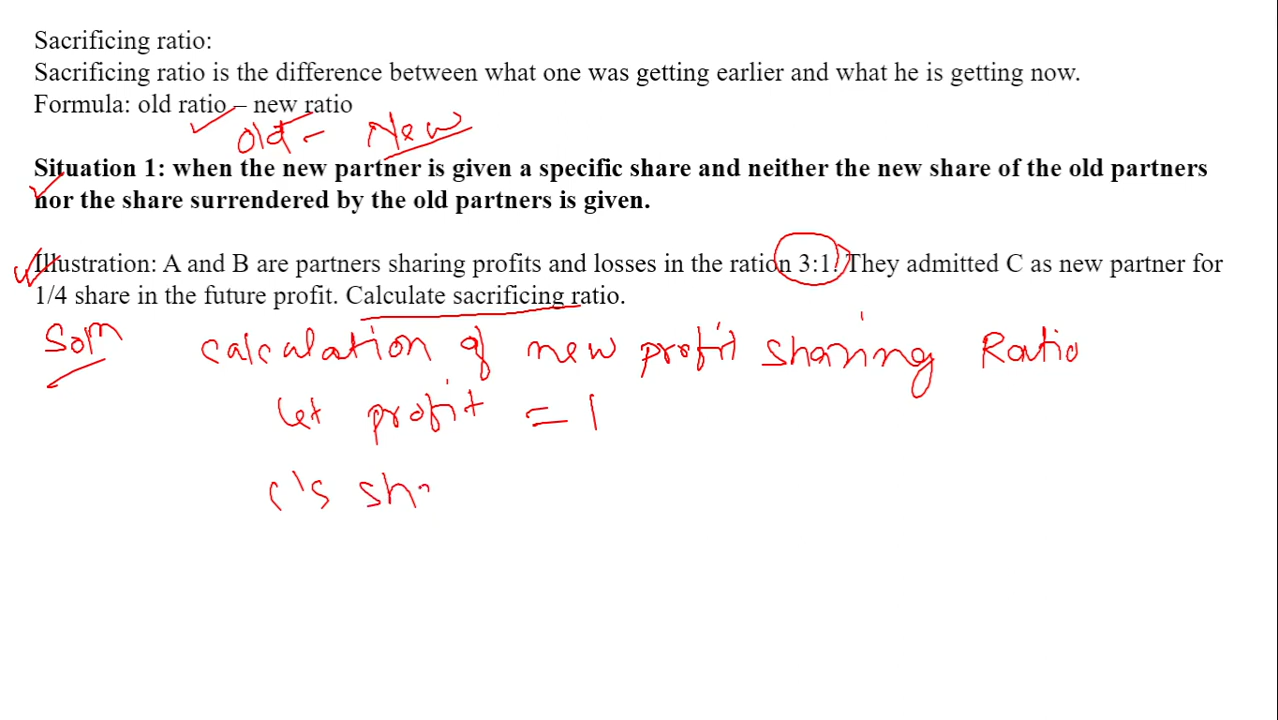 Sacrificing ratio:
Sacrificing ratio is the difference between what one was getting earlier and what he is getting now.
Formula: old ratio – new ratio
Old - New
Situation 1: when the new partner is given a specific share and neither the new share of the old partners
nor the share surrendered by the old partners is given.
Illustration: A and B are partners sharing profits and losses in the ration 3:1. They admitted C as new partner for
1/4 share in the future profit. Calculate sacrificing ratio.
Soln calculation of new profit sharing Ratio
let profit = 1
C's sha